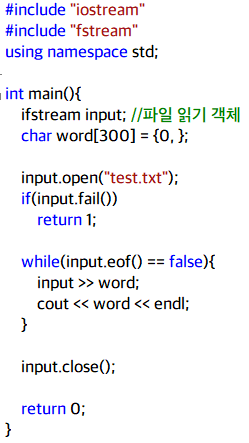 #include "iostream"
#include "fstream"
using namespace std;
int main(){
ifstream input; //파일 읽기 객체
char word[300] = {0, };
input.open("test.txt");
if(input.fail())
return 1;
while(input.eof() == false){
input >> word;
cout << word << endl;
}
input.close();
return 0;
}